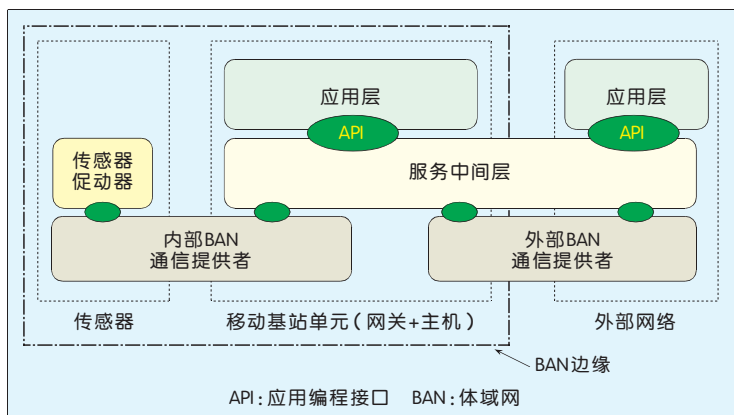 应用层
应用层
API
API
传感器
促动器
服务中间层
内部BAN
通信提供者
外部BAN
通信提供者
传感器
移动基站单元(网关+主机)
外部网络
BAN边缘
API:应用编程接口 BAN:体域网